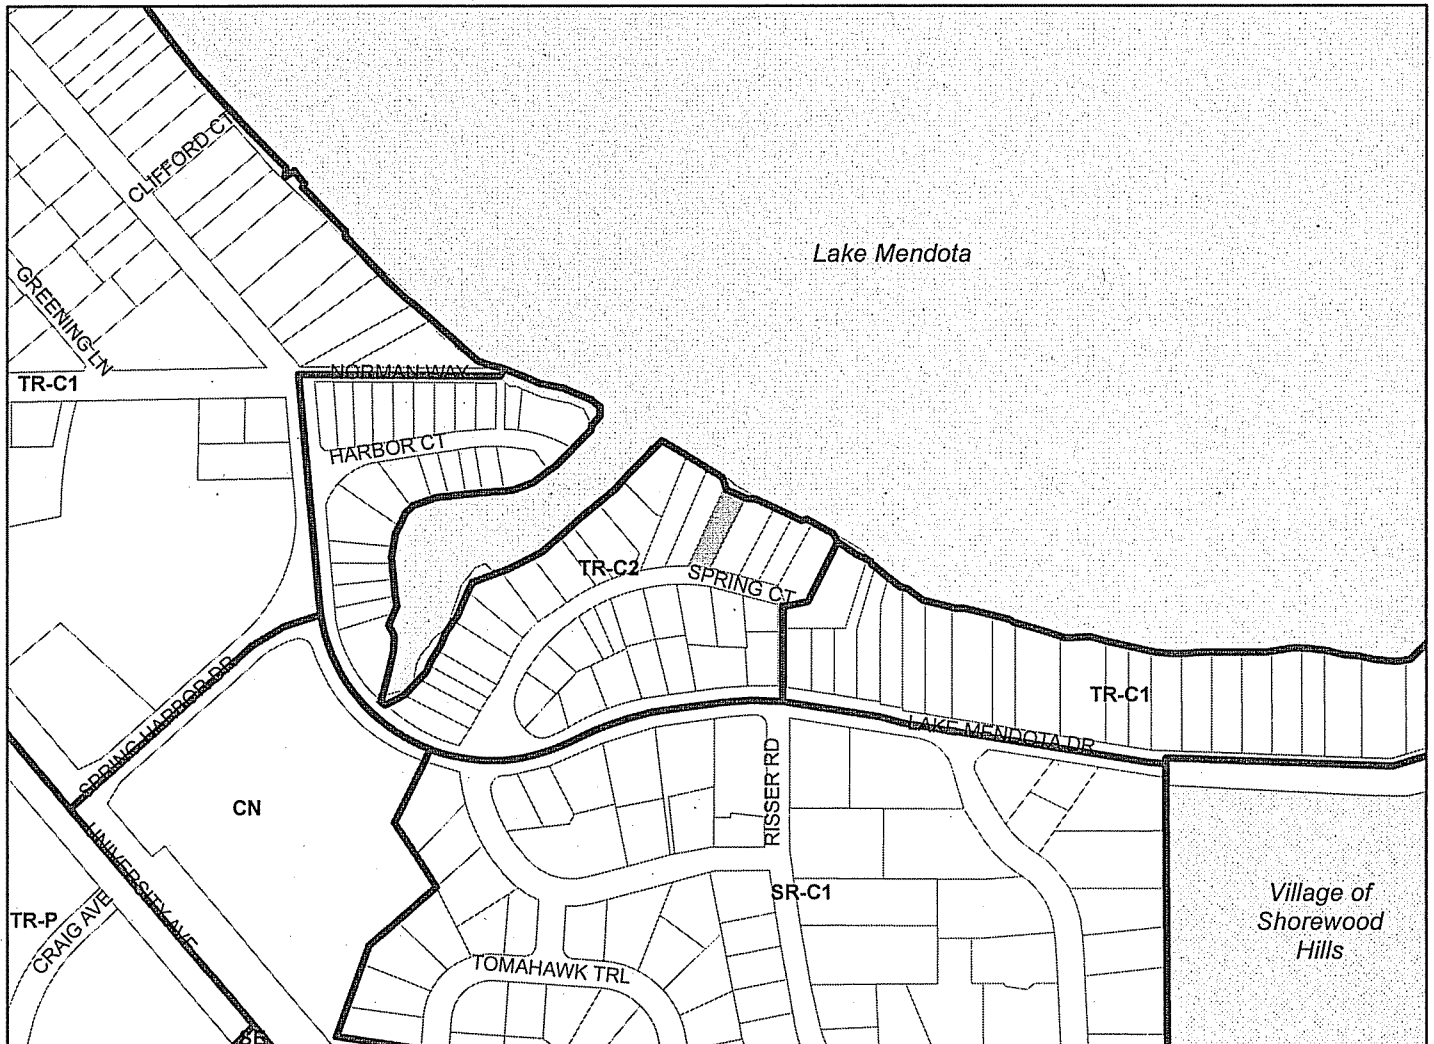 CLIFFORD CT
Lake Mendota
GREENING LN
TR-C1
NORMAN WAY
HARBOR CT
TR-C2
SPRING CT
SPRING HARBOR DR
TR-C1
LAKE MENDOTA DR
RISSER RD
CN
UNIVERSITY AVE
SR-C1
TR-P
CRAIG AVE
Village of
Shorewood
Hills
TOMAHAWK TRL